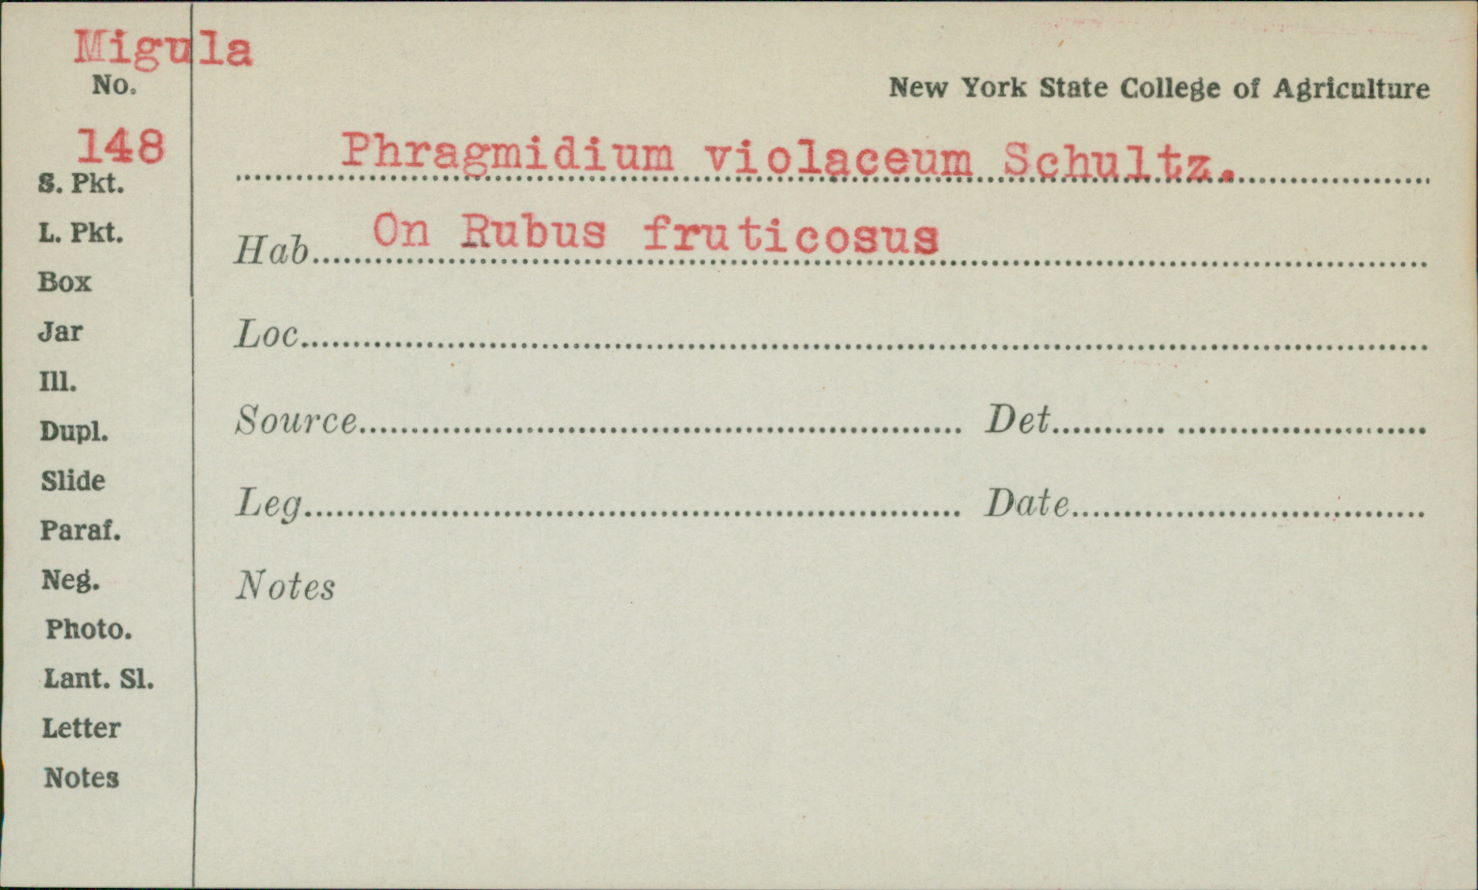 Migula
No.
New York State College of Agriculture
148
Phragmidium violaceum Schultz.
S. Pkt.
L. Pkt.
Hab. On Rubus fruticosus
Box
Jar
Loc.
Ill.
Dupl.
Source Det.
Slide
Leg. Date
Paraf.
Neg.
Notes
Photo.
Lant. Sl.
Letter
Notes